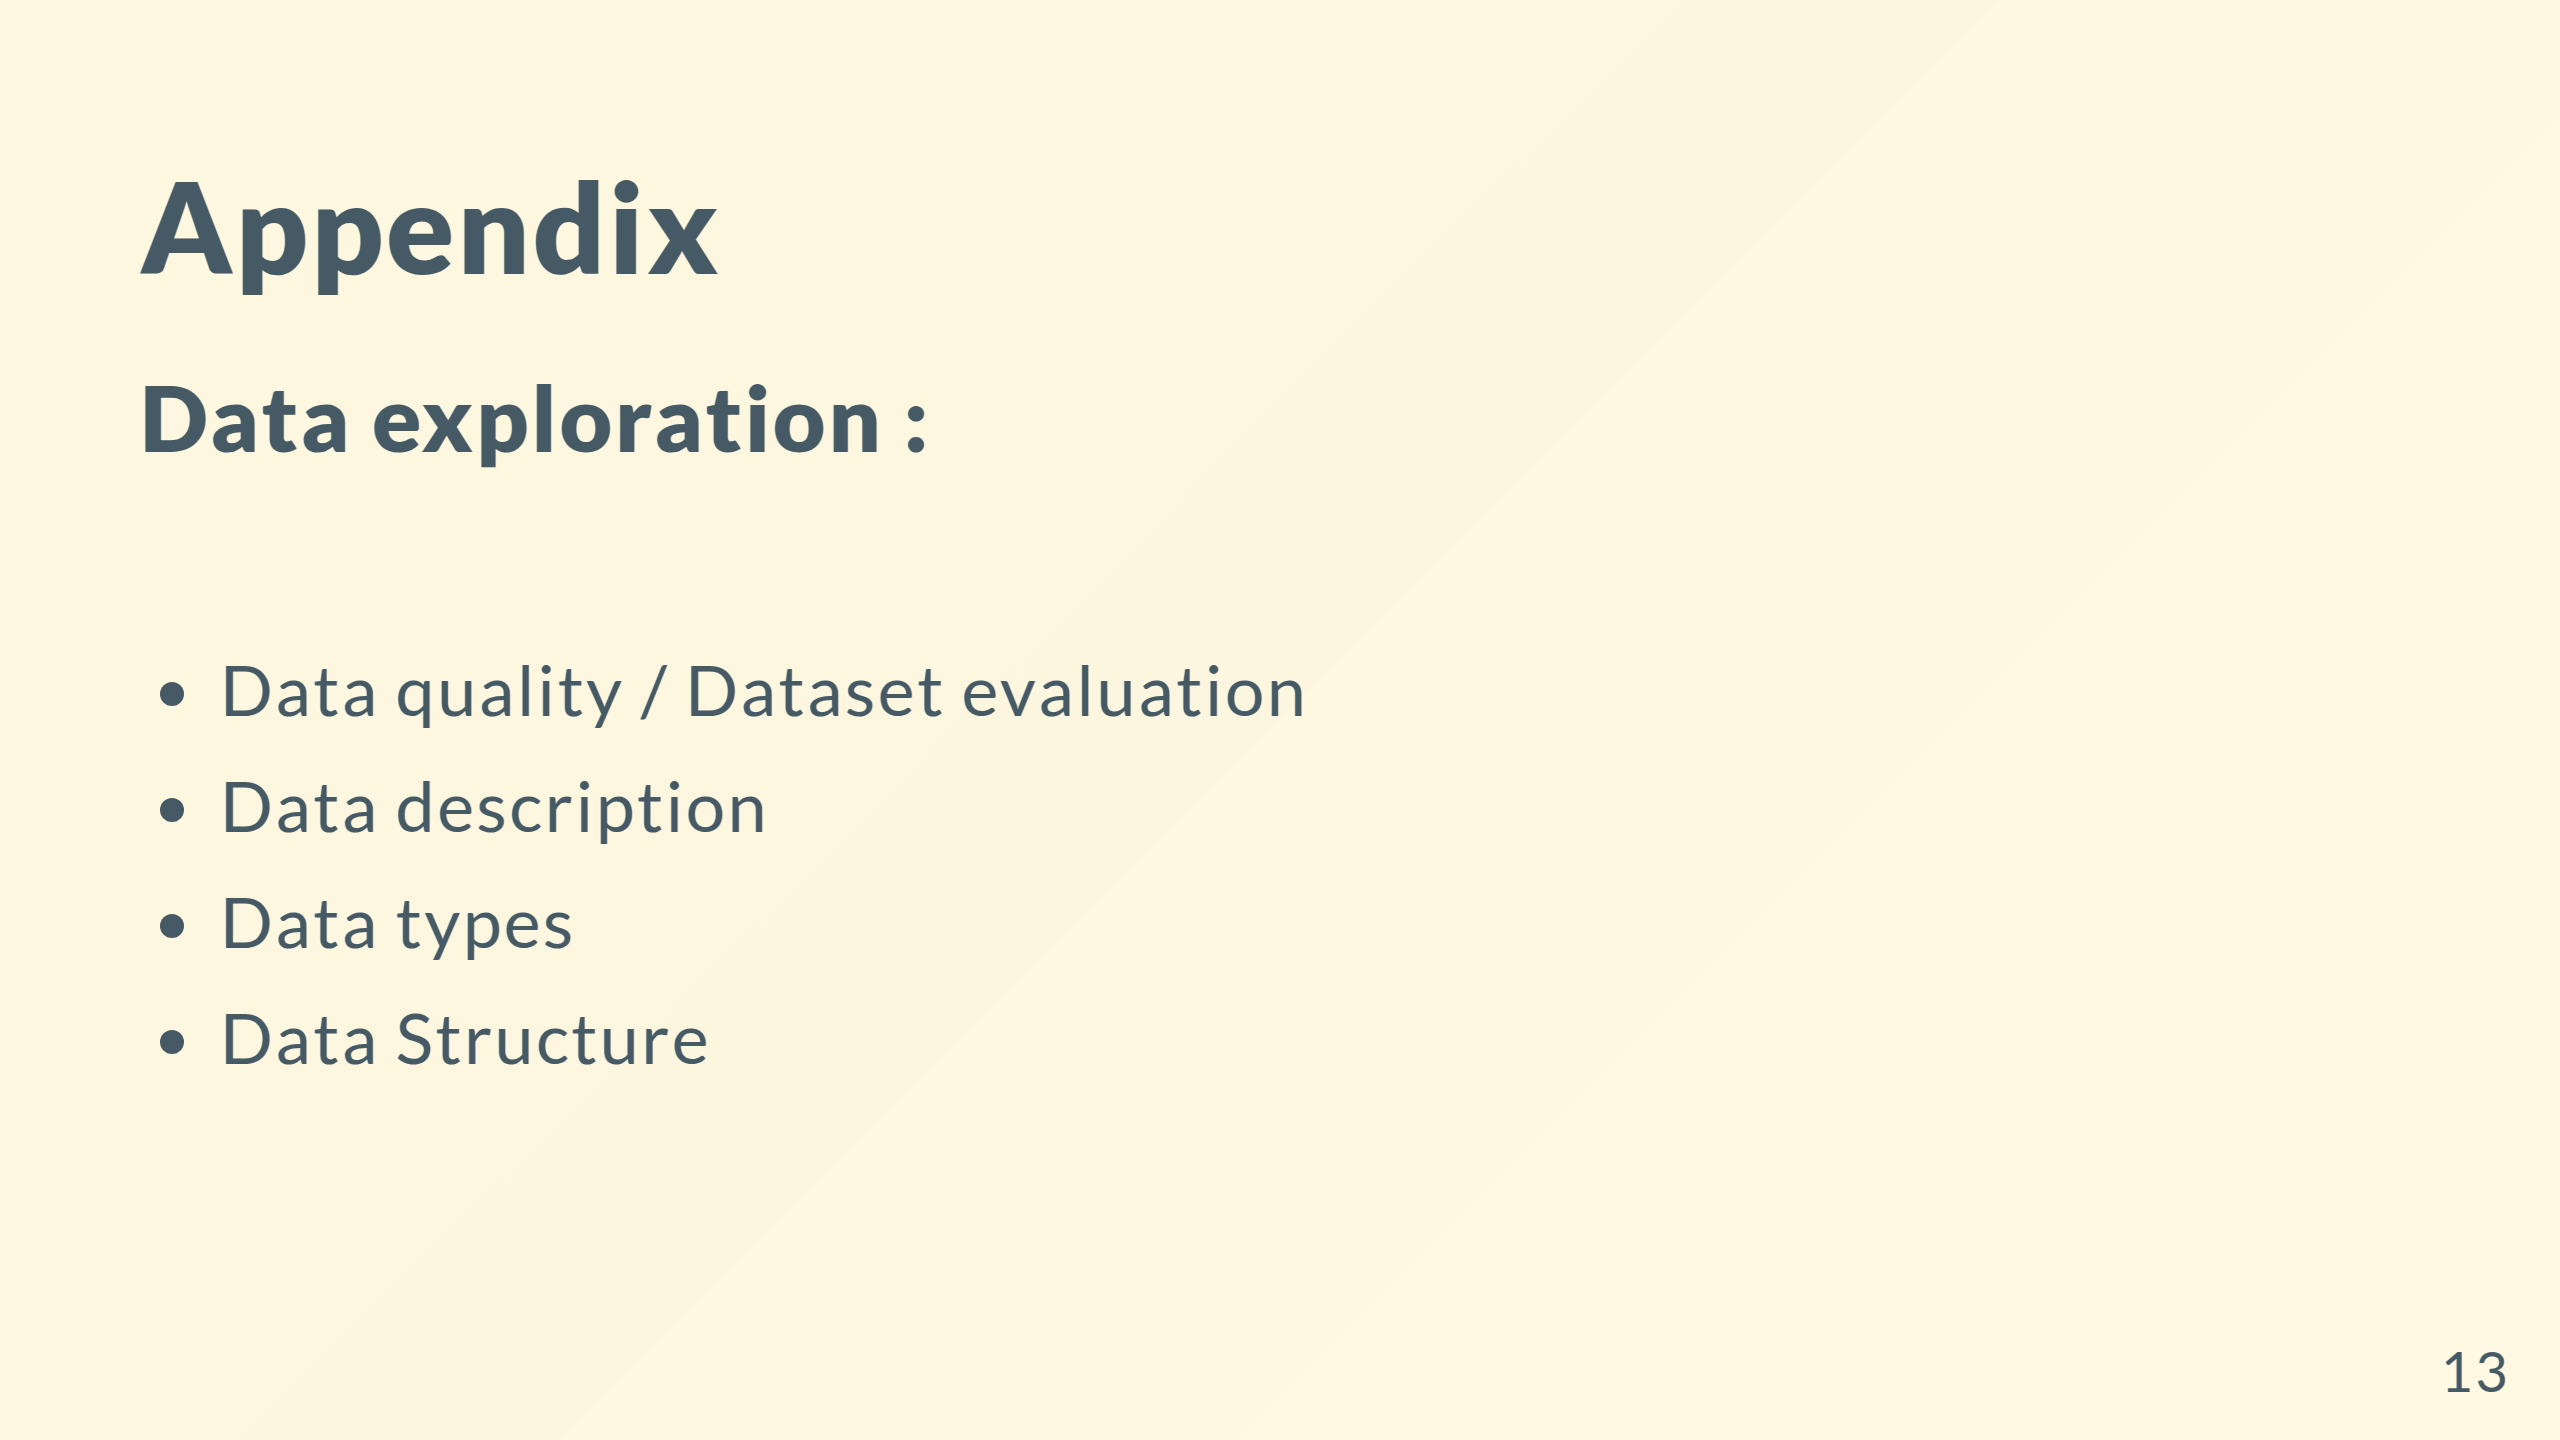 Appendix
Data exploration :
• Data quality / Dataset evaluation
• Data description
• Data types
• Data Structure
13